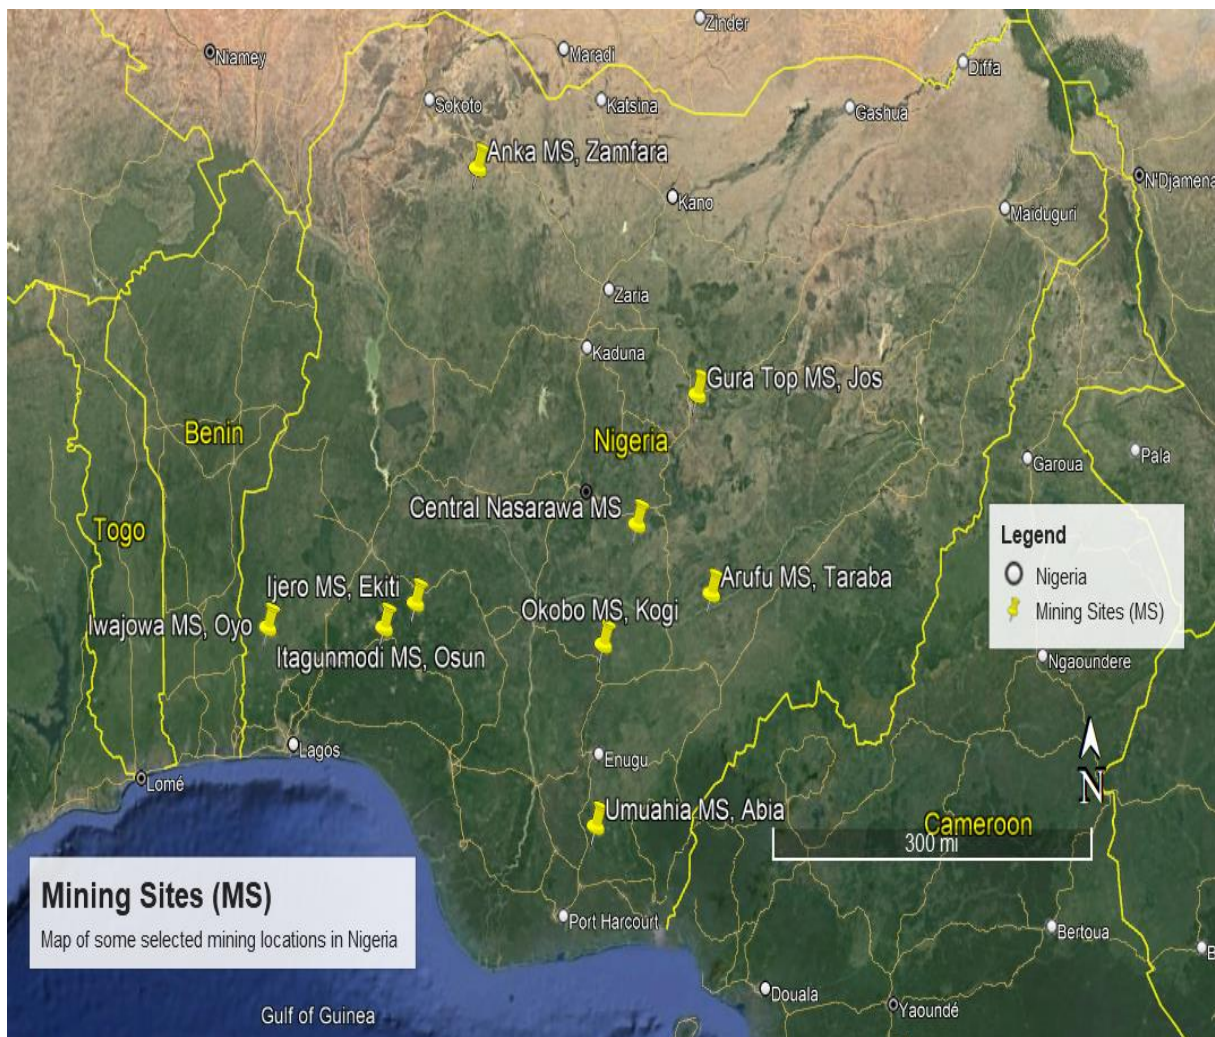 Zinder
Niamey
Maradi
Diffa
Sokoto
Katsina
Gashua
Anka MS, Zamfara
N'Djamena
Kano
Maiduguri
Zaria
Kaduna
Gura Top MS, Jos
Benin
Nigeria
Garoua
Pala
Central Nasarawa MS
Togo
Legend
Nigeria
Mining Sites (MS)
Ijero MS, Ekiti
Arufu MS, Taraba
Okobo MS, Kogi
Iwajowa MS, Oyo
Itagunmodi MS, Osun
Ngaoundere
Lagos
Enugu
Lomé
N
Umuahia MS, Abia
Cameroon
300 mi
Mining Sites (MS)
Map of some selected mining locations in Nigeria
Port Harcourt
Bertoua
B
Douala
Yaoundé
Gulf of Guinea